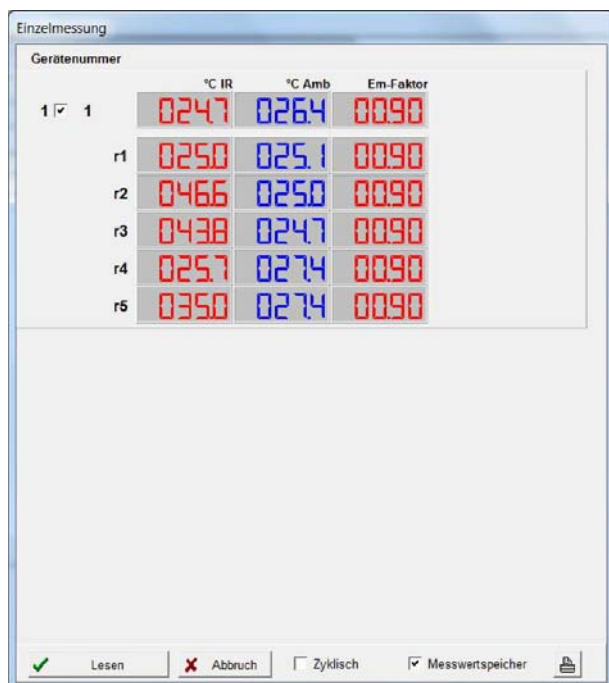 Einzelmessung
Gerätenummer
°C IR °C Amb Em-Faktor
1 1 024.7 026.4 00.90
r1 025.0 025.1 00.90
r2 046.6 025.0 00.90
r3 043.8 024.7 00.90
r4 025.7 027.4 00.90
r5 035.0 027.4 00.90
Lesen Abbruch Zyklisch Messwertspeicher